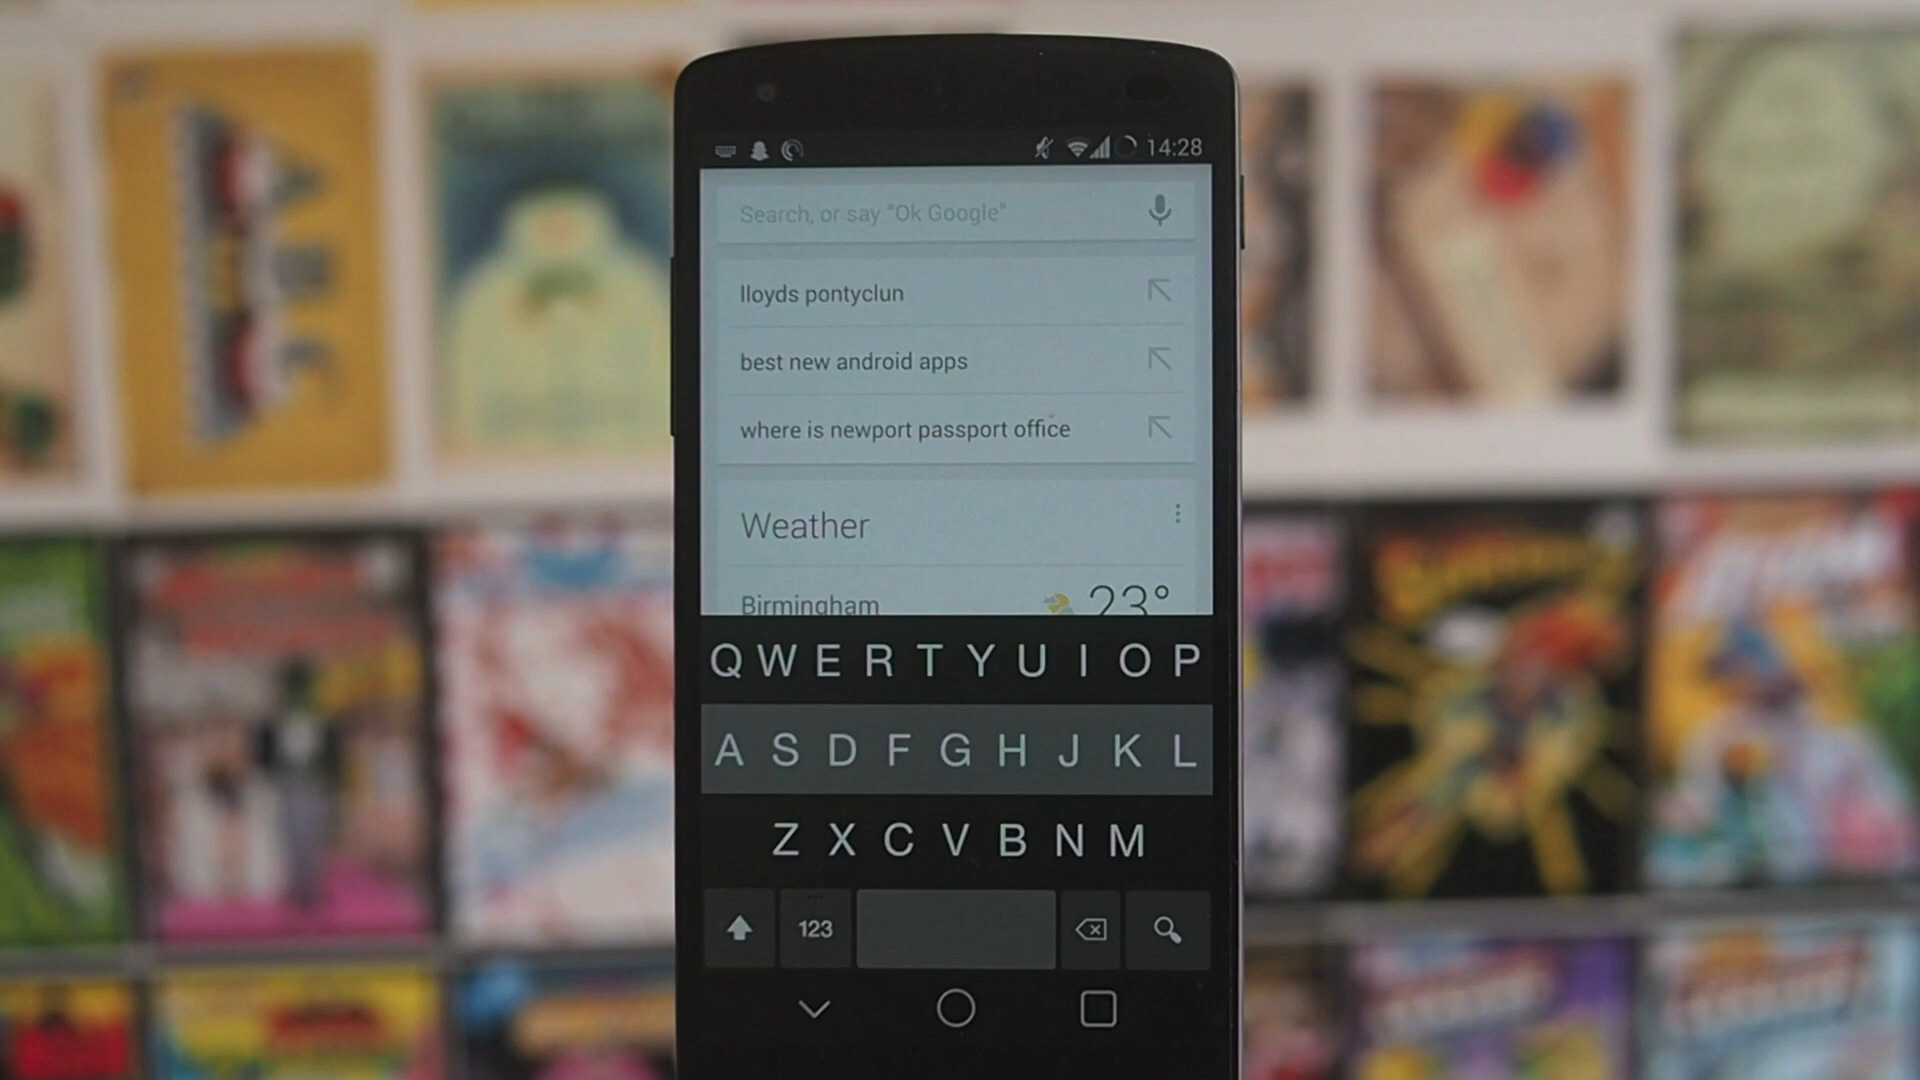 14:28
Search, or say "Ok Google"
lloyds pontyclun
best new android apps
where is newport passport office
Weather
Birmingham 23°
Q W E R T Y U I O P
A S D F G H J K L
Z X C V B N M
123